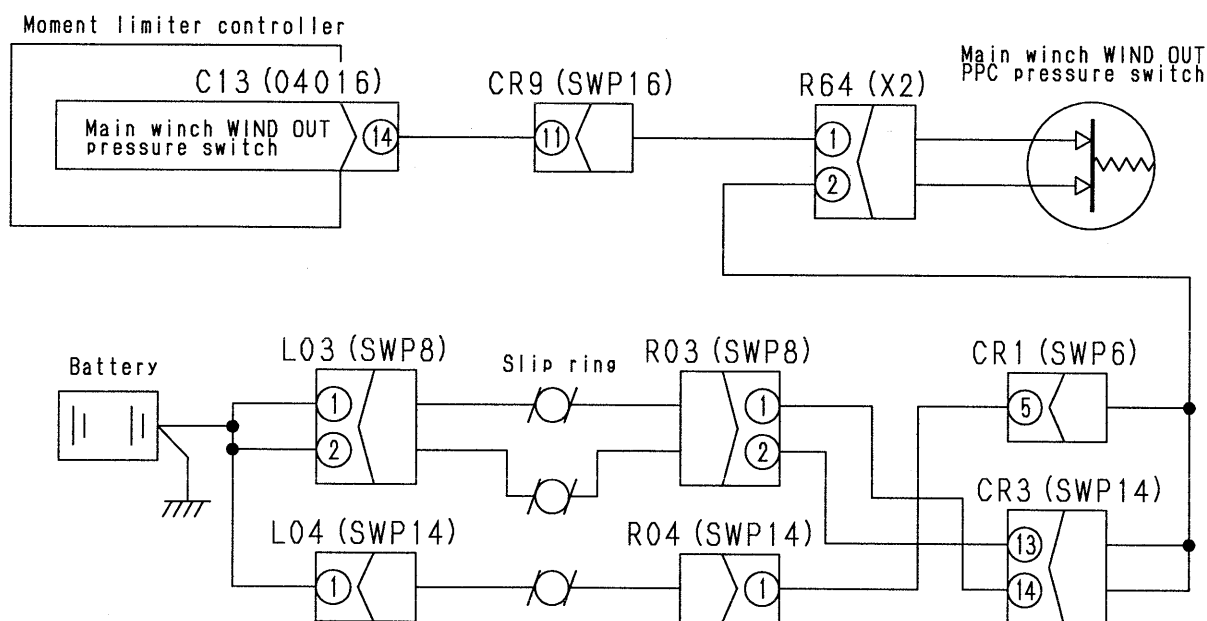 Moment limiter controller
C13 (04016)
Main winch WIND OUT
pressure switch
14
CR9 (SWP16)
11
R64 (X2)
1
2
Main winch WIND OUT
PPC pressure switch
Battery
L03 (SWP8)
1
2
Slip ring
R03 (SWP8)
1
2
CR1 (SWP6)
5
L04 (SWP14)
1
R04 (SWP14)
1
CR3 (SWP14)
13
14